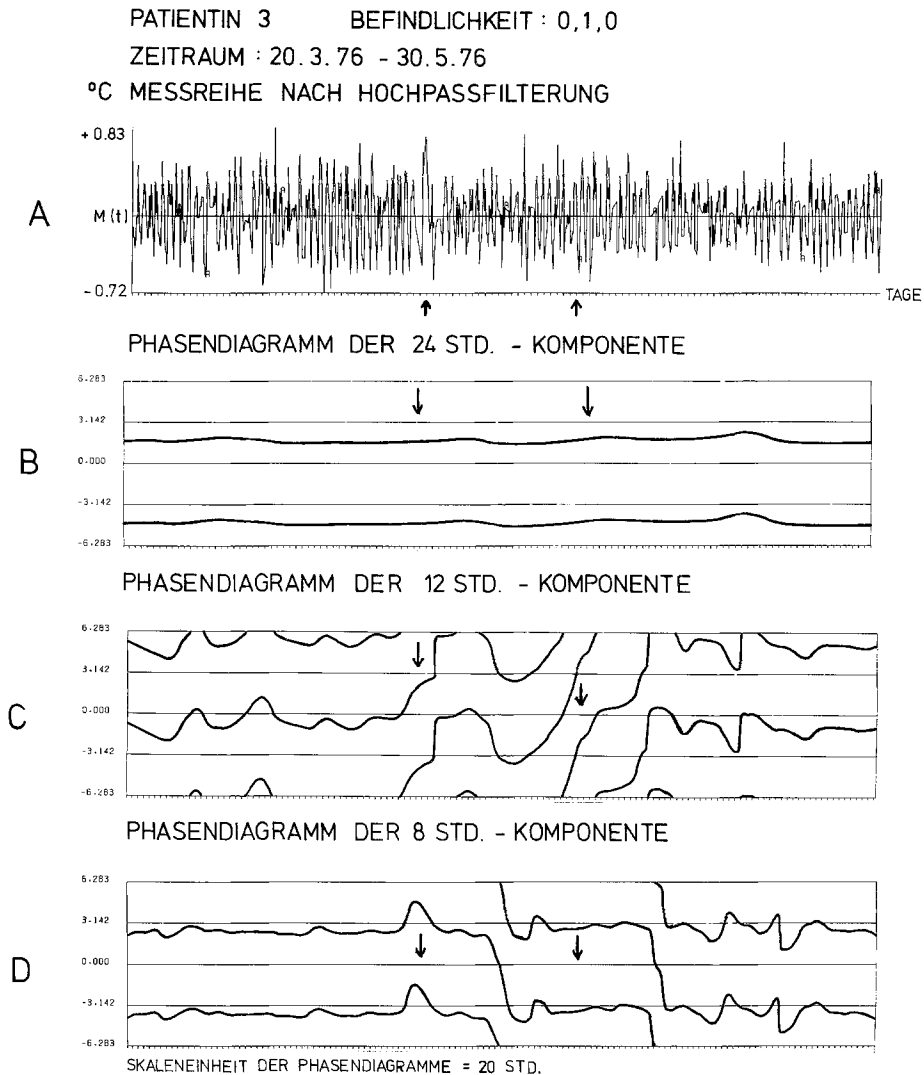 PATIENTIN 3 BEFINDLICHKEIT : 0,1,0
ZEITRAUM : 20.3.76 - 30.5.76
°C MESSREIHE NACH HOCHPASSFILTERUNG
+0.83
A
M(t)
-0.72
TAGE
PHASENDIAGRAMM DER 24 STD. - KOMPONENTE
6.283
3.142
B
0.000
-3.142
-6.283
PHASENDIAGRAMM DER 12 STD. - KOMPONENTE
6.283
3.142
C
0.000
-3.142
-6.283
PHASENDIAGRAMM DER 8 STD. - KOMPONENTE
6.283
3.142
D
0.000
-3.142
-6.283
SKALENEINHEIT DER PHASENDIAGRAMME = 20 STD.